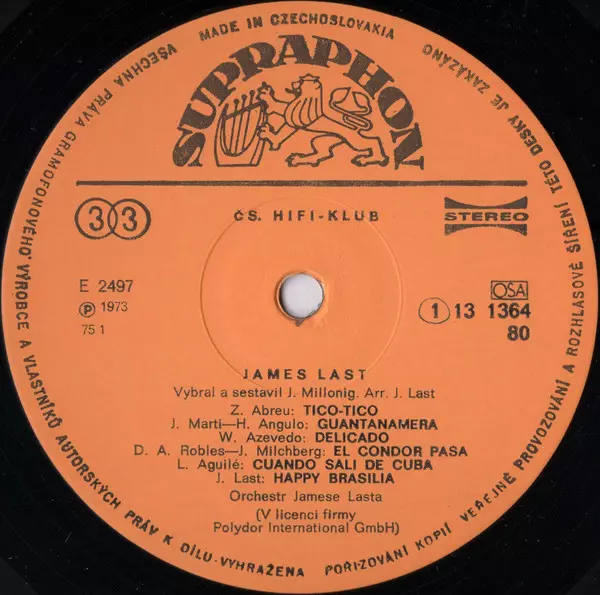 MADE IN CZECHOSLOVAKIA
SUPRAPHON
33
ČS. HIFI-KLUB
STEREO
E 2497
Ⓟ 1973
75 1
OSA
① 13 1364
80
JAMES LAST
Vybral a sestavil J. Millonig. Arr. J. Last
Z. Abreu: TICO-TICO
J. Marti—H. Angulo: GUANTANAMERA
W. Azevedo: DELICADO
D. A. Robles—J. Milchberg: EL CONDOR PASA
L. Aguilé: CUANDO SALI DE CUBA
J. Last: HAPPY BRASILIA
Orchestr Jamese Lasta
(V licenci firmy
Polydor International GmbH)
VŠECHNA PRÁVA GRAMOFONOVÉHO VÝROBCE A VLASTNÍKŮ AUTORSKÝCH PRÁV K DÍLU-VYHRAŽENA
POŘIZOVÁNÍ KOPIÍ VEŘEJNÉ PROVOZOVÁNÍ A ROZHLASOVÉ ŠÍŘENÍ TÉTO DESKY JE ZAKÁZÁNO